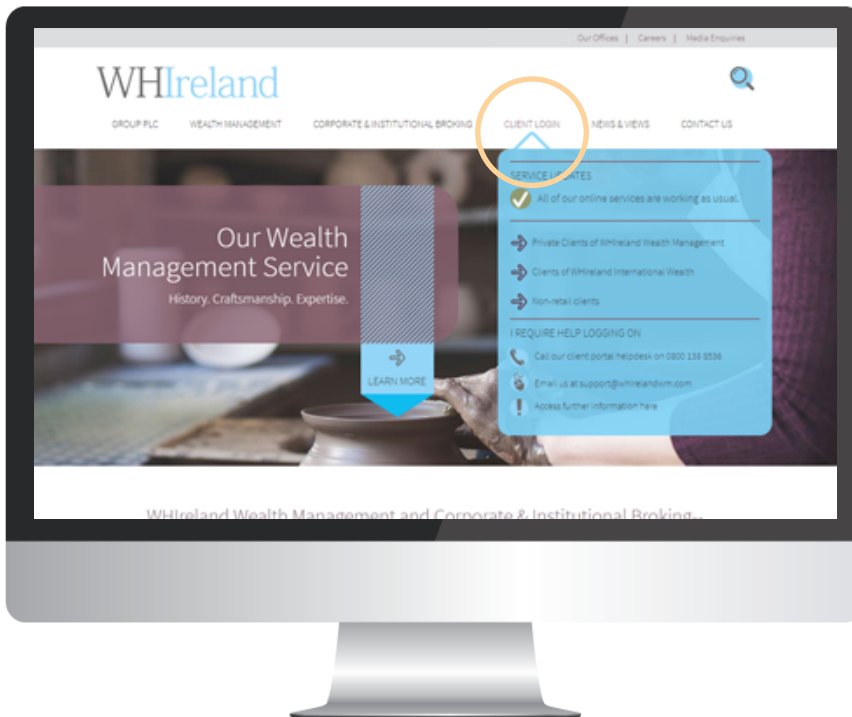 Our Offices | Careers | Media Enquiries
WHIreland
GROUP PLC WEALTH MANAGEMENT CORPORATE & INSTITUTIONAL BROKING CLIENT LOGIN NEWS & VIEWS CONTACT US
SERVICE UPDATES
All of our online services are working as usual.
Our Wealth
Management Service
History. Craftsmanship. Expertise.
LEARN MORE
Private Clients of WHIreland Wealth Management
Clients of WHIreland International Wealth
Non-retail clients
I REQUIRE HELP LOGGING ON
Call our client portal helpdesk on 0800 138 8536
Email us at support@whirelandwm.com
Access further information here
WHIreland Wealth Management and Corporate & Institutional Broking..